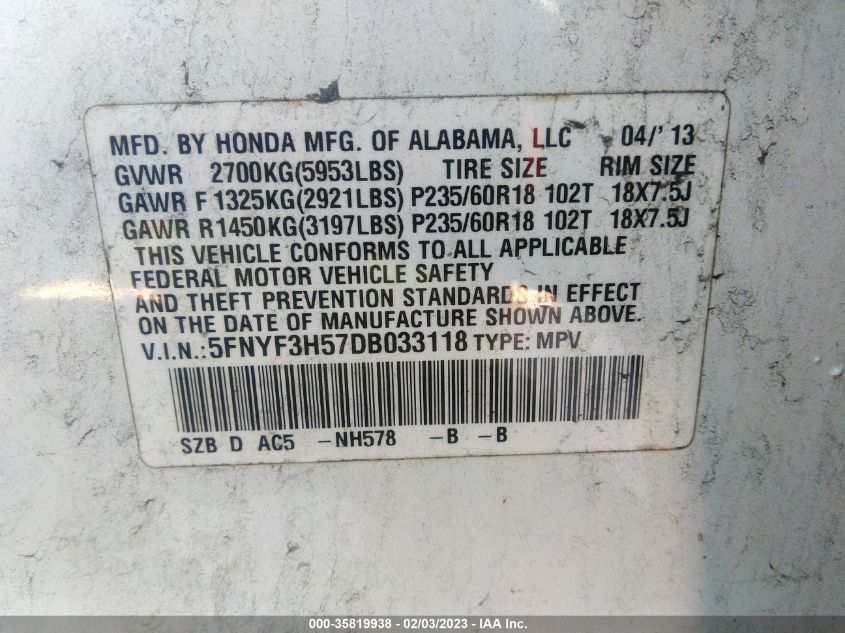 MFD. BY HONDA MFG. OF ALABAMA, LLC 04/'13
GVWR 2700KG(5953LBS) TIRE SIZE RIM SIZE
GAWR F 1325KG(2921LBS) P235/60R18 102T 18X7.5J
GAWR R1450KG(3197LBS) P235/60R18 102T 18X7.5J
THIS VEHICLE CONFORMS TO ALL APPLICABLE
FEDERAL MOTOR VEHICLE SAFETY
AND THEFT PREVENTION STANDARDS IN EFFECT
ON THE DATE OF MANUFACTURE SHOWN ABOVE.
V.I.N.:5FNYF3H57DB033118 TYPE: MPV
SZB D AC5 -NH578 -B -B
000-35819938 - 02/03/2023 - IAA Inc.